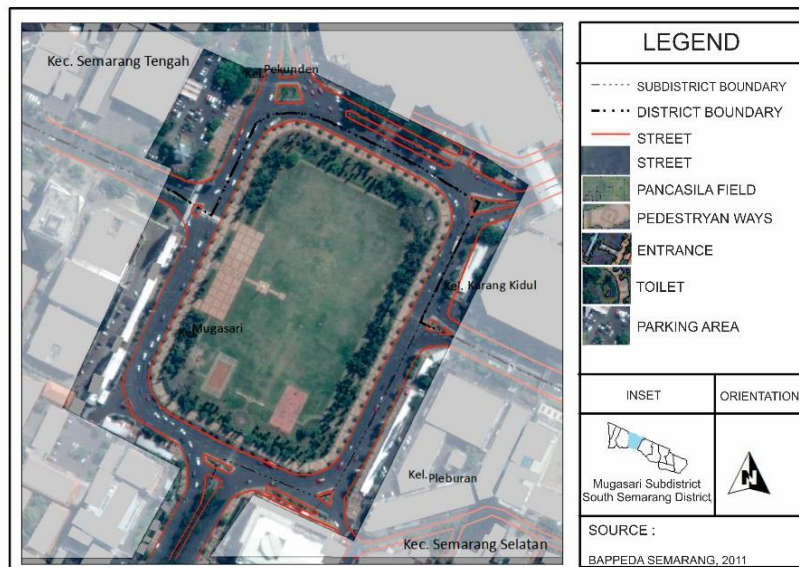 Kec. Semarang Tengah
Kel. Pekunden
Kel. Karang Kidul
Kel. Mugasari
Kel. Pleburan
Kec. Semarang Selatan
LEGEND
SUBDISTRICT BOUNDARY
DISTRICT BOUNDARY
STREET
STREET
PANCASILA FIELD
PEDESTRYAN WAYS
ENTRANCE
TOILET
PARKING AREA
INSET
ORIENTATION
Mugasari Subdistrict
South Semarang District
N
SOURCE :
BAPPEDA SEMARANG, 2011